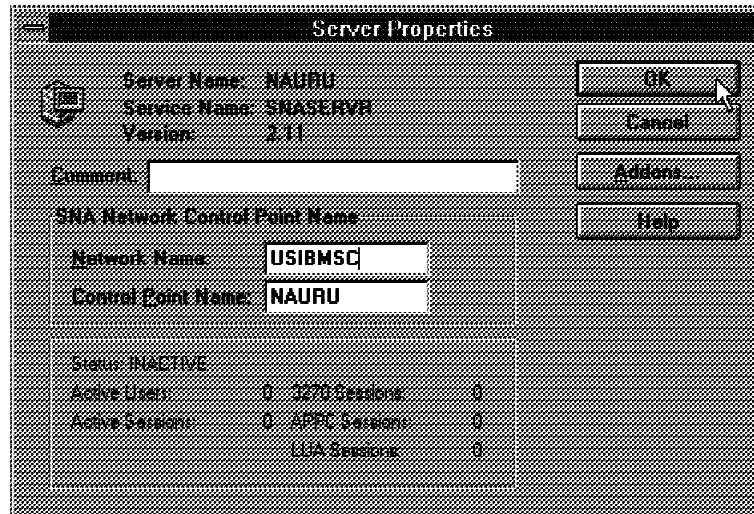 Server Properties
Server Name: NAURU
Service Name: SNASERVR
Version: 2.11
OK
Cancel
Addons...
Help
Comment:
SNA Network Control Point Name
Network Name: USIBMSC
Control Point Name: NAURU
Status: INACTIVE
Active Users: 0 3270 Sessions: 0
Active Sessions: 0 APPC Sessions: 0
LUA Sessions: 0